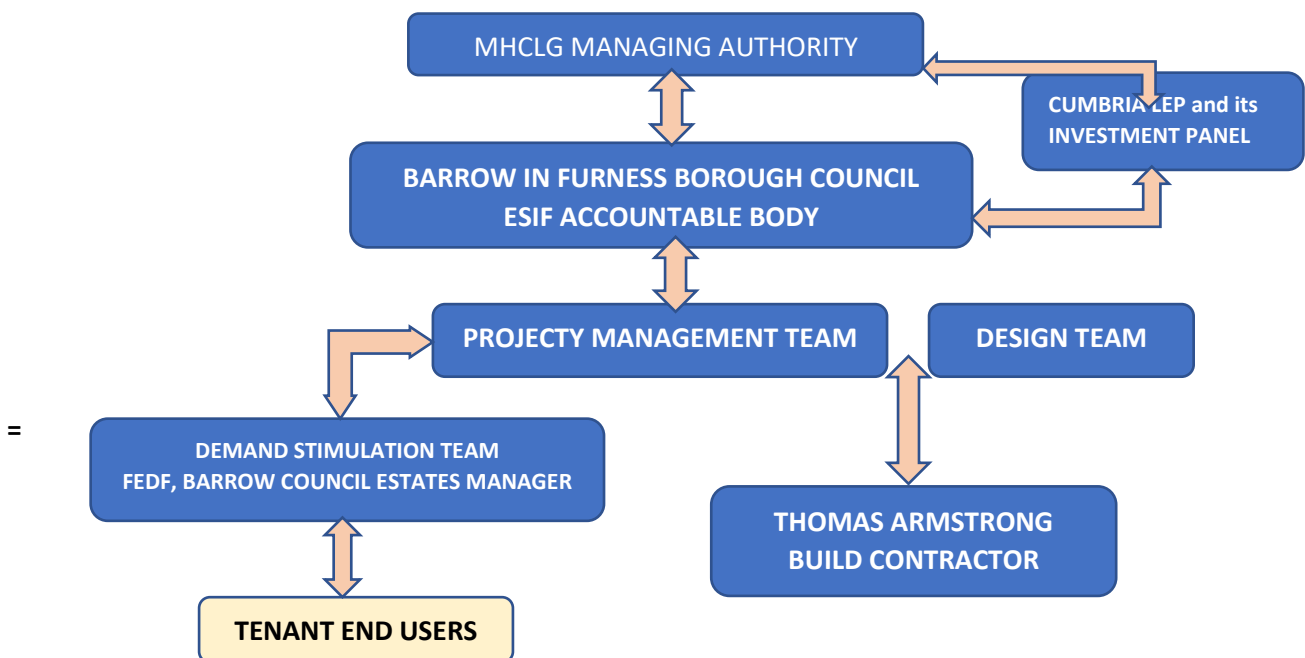 MHCLG MANAGING AUTHORITY
CUMBRIA LEP and its
INVESTMENT PANEL
BARROW IN FURNESS BOROUGH COUNCIL
ESIF ACCOUNTABLE BODY
PROJECTY MANAGEMENT TEAM
DESIGN TEAM
=
DEMAND STIMULATION TEAM
FEDF, BARROW COUNCIL ESTATES MANAGER
THOMAS ARMSTRONG
BUILD CONTRACTOR
TENANT END USERS